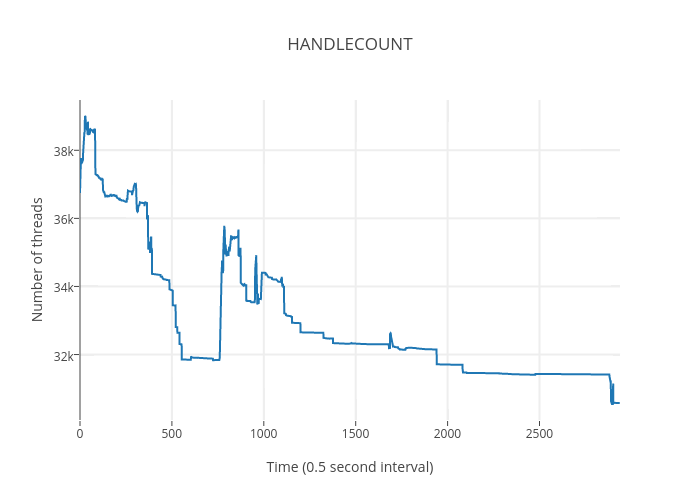 HANDLECOUNT
Number of threads
38k
36k
34k
32k
0
500
1000
1500
2000
2500
Time (0.5 second interval)